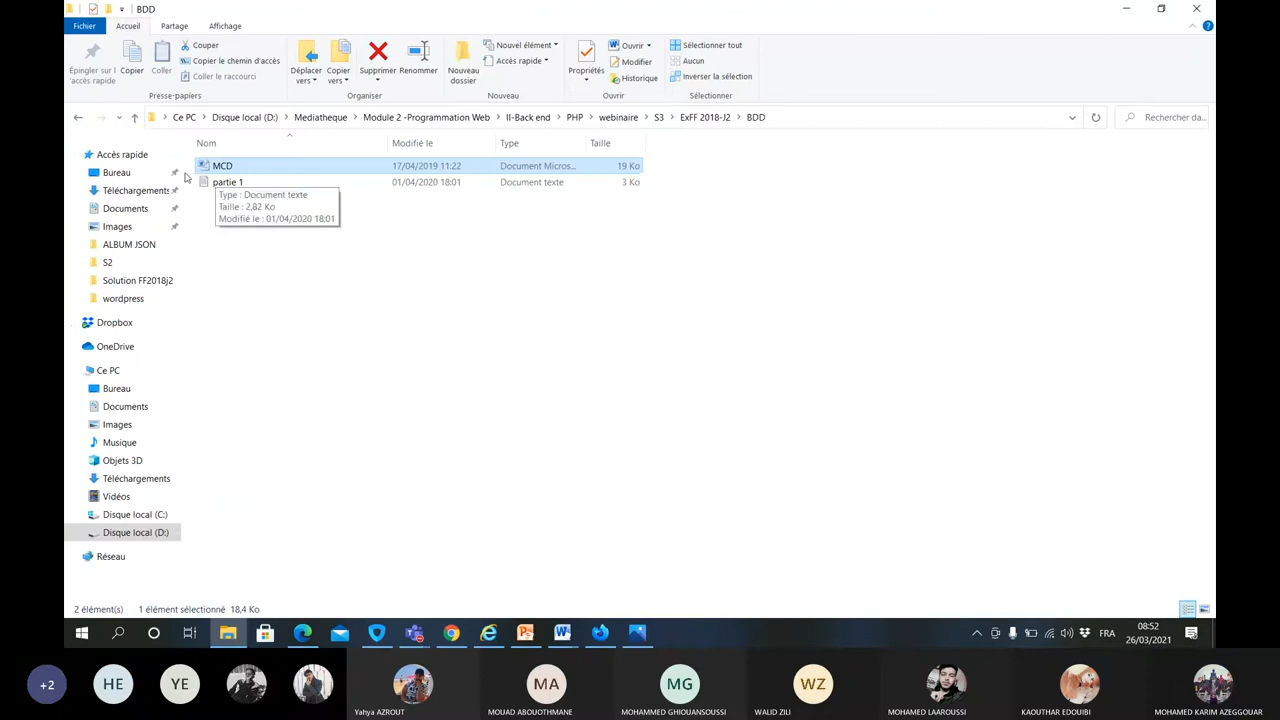 BDD
Fichier Accueil Partage Affichage
Épingler sur l'accès rapide
Copier
Coller
Couper
Copier le chemin d'accès
Coller le raccourci
Presse-papiers
Déplacer vers
Copier vers
Supprimer
Renommer
Organiser
Nouveau dossier
Nouvel élément
Accès rapide
Nouveau
Propriétés
Ouvrir
Modifier
Historique
Ouvrir
Sélectionner tout
Aucun
Inverser la sélection
Sélectionner
Ce PC > Disque local (D:) > Mediatheque > Module 2 -Programmation Web > II-Back end > PHP > webinaire > S3 > ExFF 2018-J2 > BDD
Rechercher da...
Nom Modifié le Type Taille
MCD 17/04/2019 11:22 Document Micros... 19 Ko
partie 1 01/04/2020 18:01 Document texte 3 Ko
Type : Document texte
Taille : 2,82 Ko
Modifié le : 01/04/2020 18:01
Accès rapide
Bureau
Téléchargements
Documents
Images
ALBUM JSON
S2
Solution FF2018j2
wordpress
Dropbox
OneDrive
Ce PC
Bureau
Documents
Images
Musique
Objets 3D
Téléchargements
Vidéos
Disque local (C:)
Disque local (D:)
Réseau
2 élément(s) 1 élément sélectionné 18,4 Ko
FRA
08:52
26/03/2021
+2
HE
YE
Yahya AZROUT
MA
MOUAD ABOUOTHMANE
MG
MOHAMMED GHIOUANSOUSSI
WZ
WALID ZILI
MOHAMED LAAROUSSI
KAOUTHAR EDOUIBI
MOHAMED KARIM AZEGGOUAR